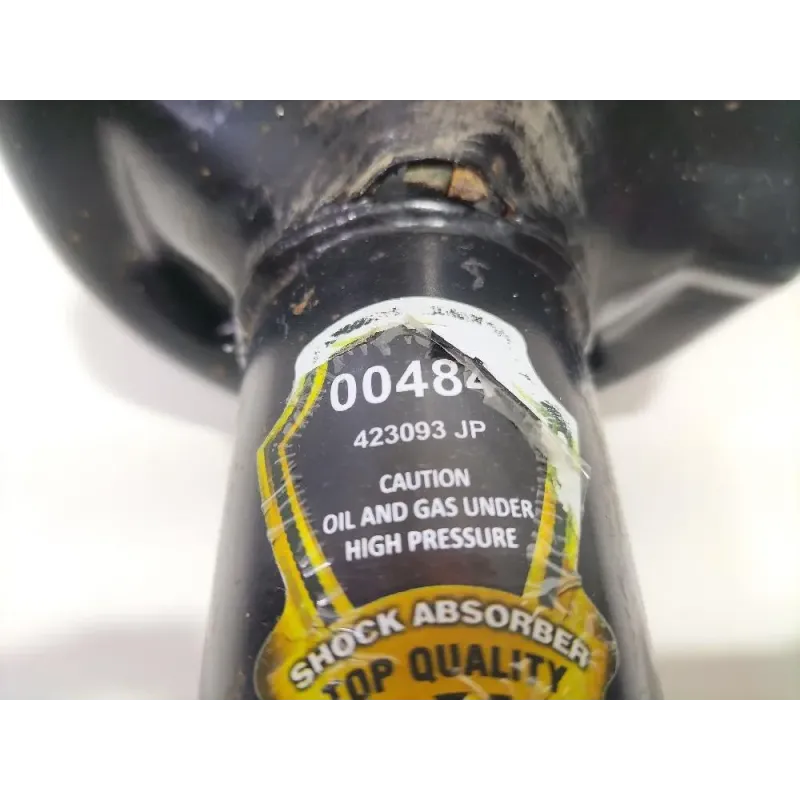 00484
423093 JP
CAUTION
OIL AND GAS UNDER
HIGH PRESSURE
SHOCK ABSORBER
TOP QUALITY